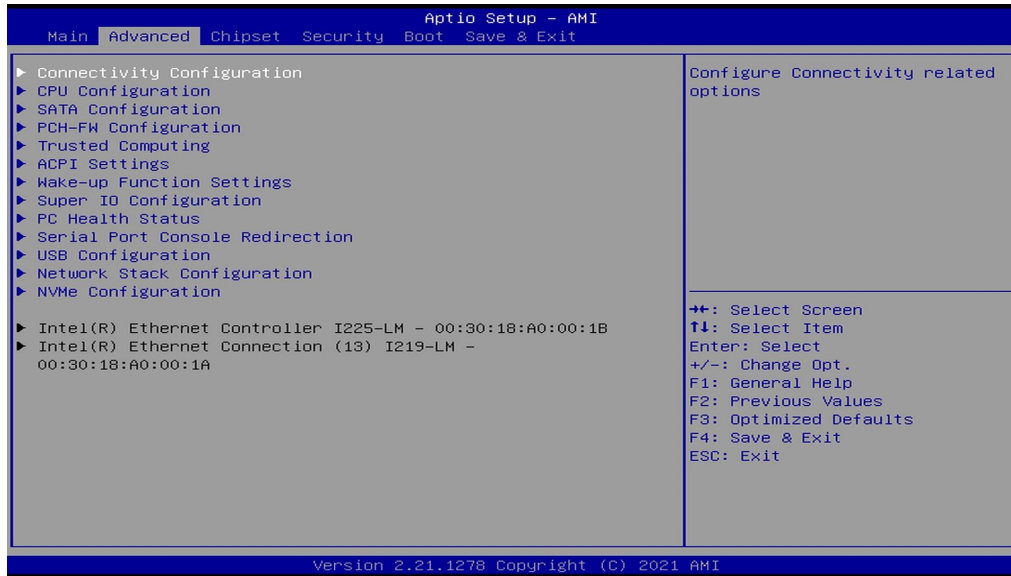 Aptio Setup – AMI
Main Advanced Chipset Security Boot Save & Exit
▶ Connectivity Configuration
▶ CPU Configuration
▶ SATA Configuration
▶ PCH-FW Configuration
▶ Trusted Computing
▶ ACPI Settings
▶ Wake-up Function Settings
▶ Super IO Configuration
▶ PC Health Status
▶ Serial Port Console Redirection
▶ USB Configuration
▶ Network Stack Configuration
▶ NVMe Configuration
▶ Intel(R) Ethernet Controller I225-LM – 00:30:18:A0:00:1B
▶ Intel(R) Ethernet Connection (13) I219-LM –
00:30:18:A0:00:1A
Configure Connectivity related
options
→←: Select Screen
↑↓: Select Item
Enter: Select
+/-: Change Opt.
F1: General Help
F2: Previous Values
F3: Optimized Defaults
F4: Save & Exit
ESC: Exit
Version 2.21.1278 Copyright (C) 2021 AMI